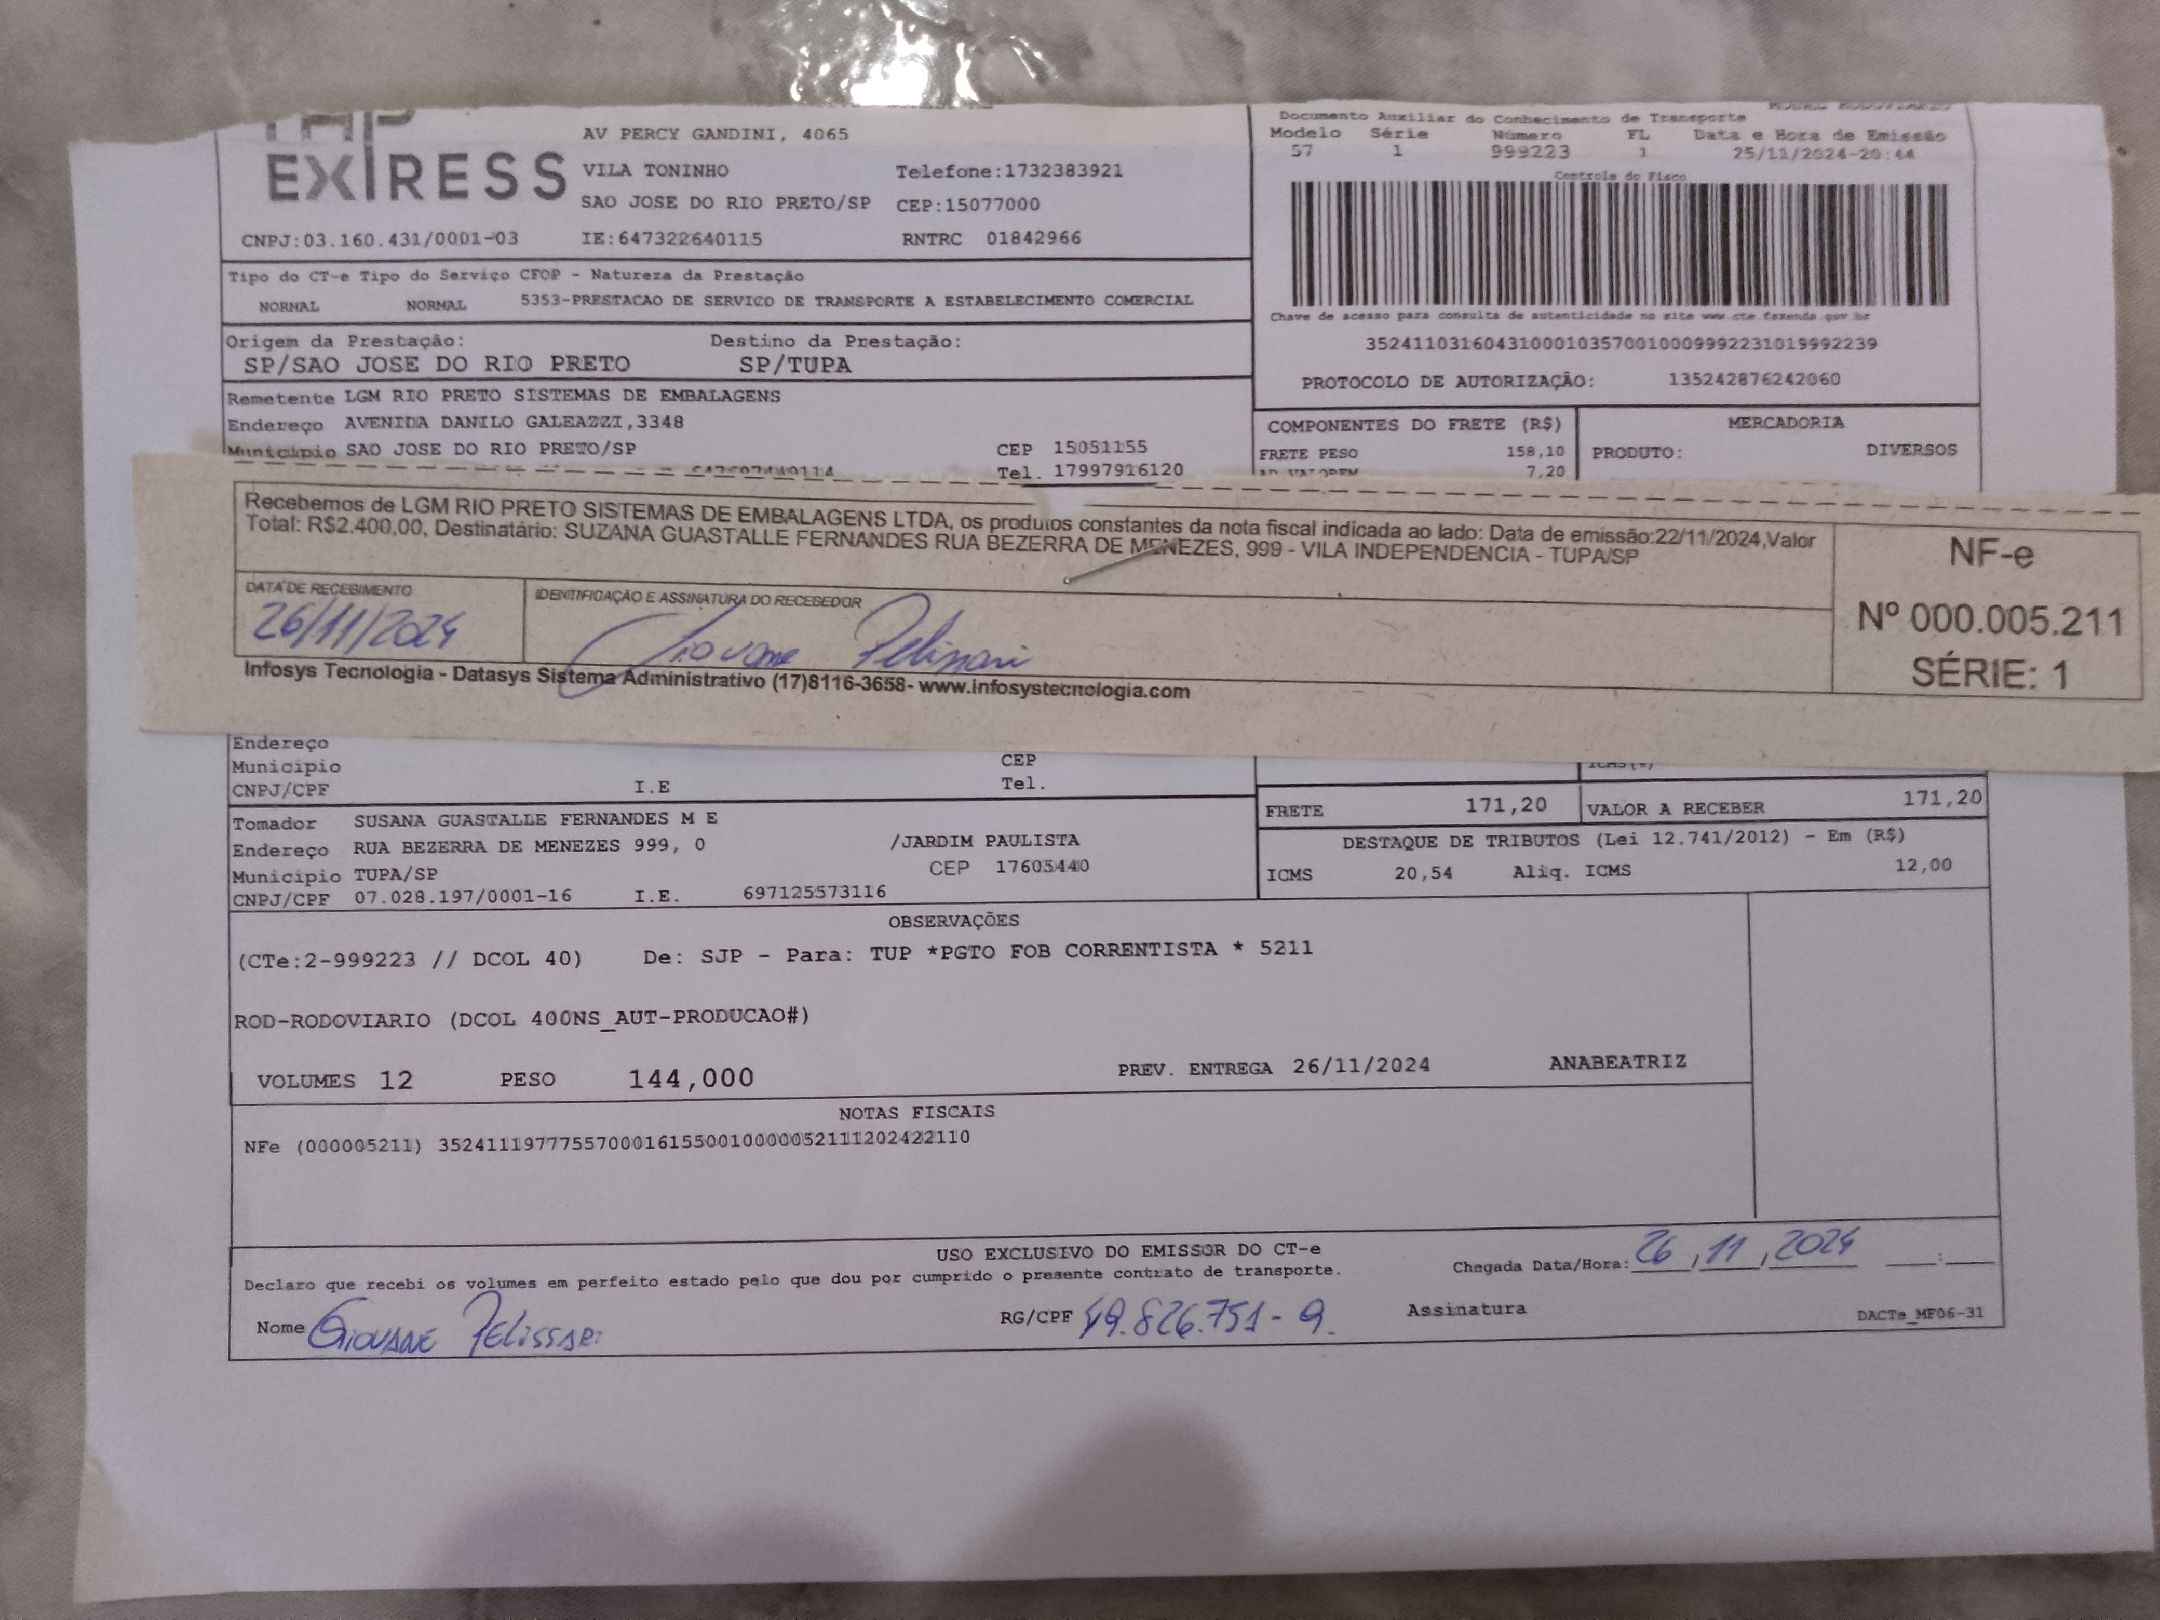 EXPRESS
AV PERCY GANDINI, 4065
VILA TONINHO Telefone:1732383921
SAO JOSE DO RIO PRETO/SP CEP:15077000
CNPJ:03.160.431/0001-03 IE:647322640115 RNTRC 01842966
Documento Auxiliar do Conhecimento de Transporte
Modelo Série Número FL Data e Hora de Emissão
57 1 999223 1 25/11/2024-20:44
Controle do Fisco
Chave de acesso para consulta de autenticidade no site www.cte.fazenda.gov.br
35241103160431000103570010009992231019992239
PROTOCOLO DE AUTORIZAÇÃO: 135242876242060
Tipo do CT-e Tipo do Serviço CFOP - Natureza da Prestação
NORMAL NORMAL 5353-PRESTACAO DE SERVICO DE TRANSPORTE A ESTABELECIMENTO COMERCIAL
Origem da Prestação: Destino da Prestação:
SP/SAO JOSE DO RIO PRETO SP/TUPA
Remetente LGM RIO PRETO SISTEMAS DE EMBALAGENS
Endereço AVENIDA DANILO GALEAZZI,3348
Município SAO JOSE DO RIO PRETO/SP CEP 15051155
Tel. 17997916120
COMPONENTES DO FRETE (R$) MERCADORIA
FRETE PESO 158,10 PRODUTO: DIVERSOS
AD VALOREM 7,20
Recebemos de LGM RIO PRETO SISTEMAS DE EMBALAGENS LTDA, os produtos constantes da nota fiscal indicada ao lado: Data de emissão:22/11/2024,Valor
Total: R$2.400,00, Destinatário: SUZANA GUASTALLE FERNANDES RUA BEZERRA DE MENEZES, 999 - VILA INDEPENDENCIA - TUPA/SP
NF-e
Nº 000.005.211
SÉRIE: 1
DATA DE RECEBIMENTO IDENTIFICAÇÃO E ASSINATURA DO RECEBEDOR
26/11/2024 Giovane Pelissari
Infosys Tecnologia - Datasys Sistema Administrativo (17)8116-3658- www.infosystecnologia.com
Endereço
Município CEP
CNPJ/CPF I.E Tel.
ICMS(*)
FRETE 171,20 VALOR A RECEBER 171,20
Tomador SUSANA GUASTALLE FERNANDES M E
Endereço RUA BEZERRA DE MENEZES 999, 0 /JARDIM PAULISTA
Município TUPA/SP CEP 17605440
CNPJ/CPF 07.028.197/0001-16 I.E. 697125573116
DESTAQUE DE TRIBUTOS (Lei 12.741/2012) - Em (R$)
ICMS 20,54 Aliq. ICMS 12,00
OBSERVAÇÕES
(CTe:2-999223 // DCOL 40) De: SJP - Para: TUP *PGTO FOB CORRENTISTA * 5211
ROD-RODOVIARIO (DCOL 400NS_AUT-PRODUCAO#)
VOLUMES 12 PESO 144,000 PREV. ENTREGA 26/11/2024 ANABEATRIZ
NOTAS FISCAIS
NFe (000005211) 35241119777557000161550010000052111202422110
USO EXCLUSIVO DO EMISSOR DO CT-e
Declaro que recebi os volumes em perfeito estado pelo que dou por cumprido o presente contrato de transporte. Chegada Data/Hora: 26/11/2024 ____:____
Nome Giovane Pelissari RG/CPF 49.826.751-9. Assinatura DACTe_MF06-31